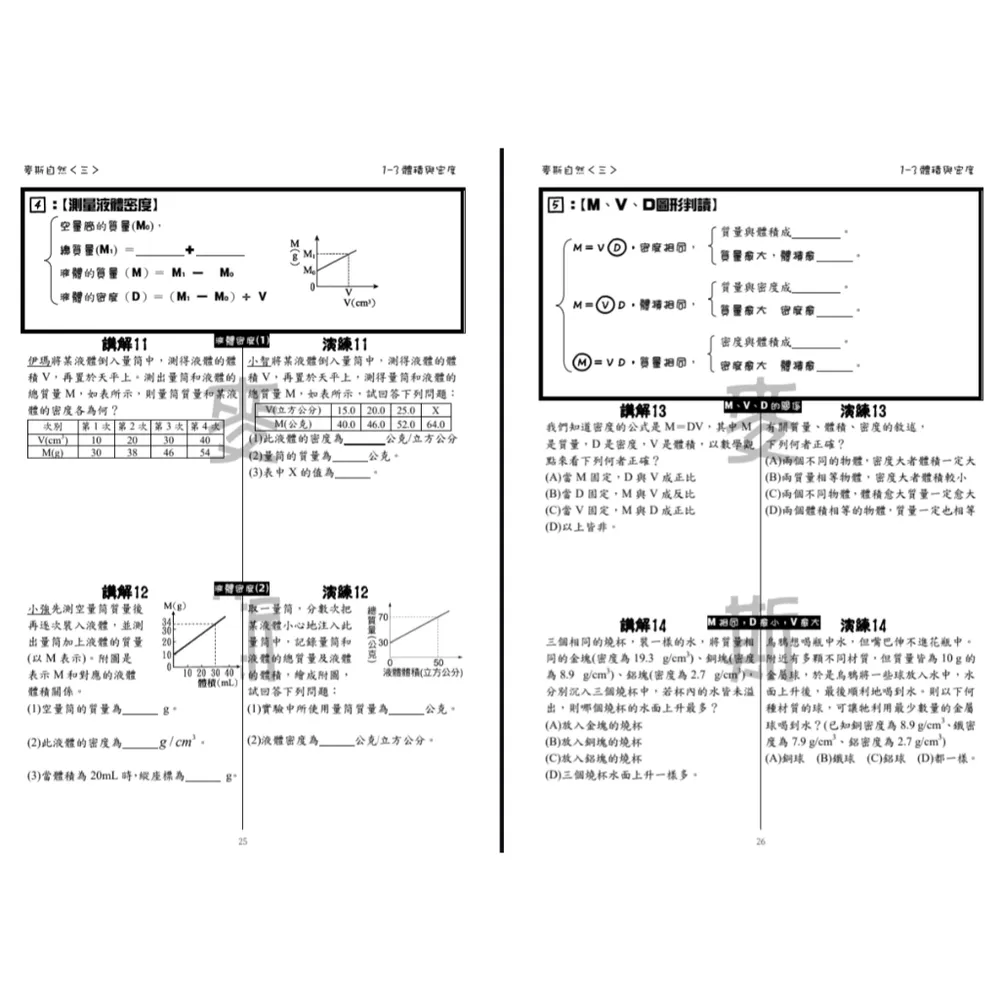 麥斯自然<三>
1-3 體積與密度
4：【測量液體密度】
空量筒的質量(M₀)，
總質量(M₁) ＝＿＿＿＿＋＿＿＿＿
液體的質量（M）＝ M₁ － M₀
液體的密度（D）＝（M₁ － M₀）÷ V
M
(g)
M₁
M₀
0
V
V(cm³)
液體密度(1)
講解11
伊瑪將某液體倒入量筒中，測得液體的體
積V，再置於天平上。測出量筒和液體的
總質量M，如表所示，則量筒質量和某液
體的密度各為何？
次別 第1次 第2次 第3次 第4次
V(cm³) 10 20 30 40
M(g) 30 38 46 54
演練11
小智將某液體倒入量筒中，測得液體的體
積V，再置於天平上，測得量筒和液體的
總質量M，如表所示，試回答下列問題：
V(立方公分) 15.0 20.0 25.0 X
M(公克) 40.0 46.0 52.0 64.0
(1)此液體的密度為＿＿＿＿公克/立方公分
(2)量筒的質量為＿＿＿＿公克。
(3)表中X的值為＿＿＿＿。
液體密度(2)
講解12
小強先測空量筒質量後
再逐次裝入液體，並測
出量筒加上液體的質量
(以M表示)。附圖是
表示M和對應的液體
體積關係。
M(g)
34
30
20
10
0
10 20 30 40
體積(mL)
(1)空量筒的質量為＿＿＿＿ g。
(2)此液體的密度為＿＿＿＿g/cm³。
(3)當體積為20mL時，縱座標為＿＿＿＿ g。
演練12
取一量筒，分數次把
某液體小心地注入此
量筒中，記錄量筒和
液體的總質量及液體
的體積，繪成附圖，
試回答下列問題：
總質量(公克)
70
30
0
50
液體體積(立方公分)
(1)實驗中所使用量筒質量為＿＿＿＿公克。
(2)液體密度為＿＿＿＿公克/立方公分。
25
麥斯自然<三>
1-3 體積與密度
5：【M、V、D圖形判讀】
M＝V D，密度相同，
質量與體積成＿＿＿＿。
質量愈大，體積愈＿＿＿＿。
M＝V D，體積相同，
質量與密度成＿＿＿＿。
質量愈大 密度愈＿＿＿＿。
M＝V D，質量相同，
密度與體積成＿＿＿＿。
密度愈大 體積愈＿＿＿＿。
M、V、D的關係
講解13
我們知道密度的公式是M＝DV，其中M
是質量，D是密度，V是體積，以數學觀
點來看下列何者正確？
(A)當M固定，D與V成正比
(B)當D固定，M與V成反比
(C)當V固定，M與D成正比
(D)以上皆非。
演練13
有關質量、體積、密度的敘述，
下列何者正確？
(A)兩個不同的物體，密度大者體積一定大
(B)兩質量相等物體，密度大者體積較小
(C)兩個不同物體，體積愈大質量一定愈大
(D)兩個體積相等的物體，質量一定也相等
M相同，D愈小，V愈大
講解14
三個相同的燒杯，裝一樣的水，將質量相
同的金塊(密度為19.3 g/cm³)、銅塊(密度
為8.9 g/cm³)、鋁塊(密度為2.7 g/cm³)，
分別沉入三個燒杯中，若杯內的水皆未溢
出，則哪個燒杯的水面上升最多？
(A)放入金塊的燒杯
(B)放入銅塊的燒杯
(C)放入鋁塊的燒杯
(D)三個燒杯水面上升一樣多。
演練14
烏鴉想喝瓶中水，但嘴巴伸不進花瓶中。
附近有多顆不同材質，但質量皆為10 g的
金屬球，於是烏鴉將一些球放入水中，水
面上升後，最後順利地喝到水。則以下何
種材質的球，可讓牠利用最少數量的金屬
球喝到水？(已知銅密度為8.9 g/cm³、鐵密
度為7.9 g/cm³、鋁密度為2.7 g/cm³)
(A)銅球 (B)鐵球 (C)鋁球 (D)都一樣。
26
麥
斯
麥
斯